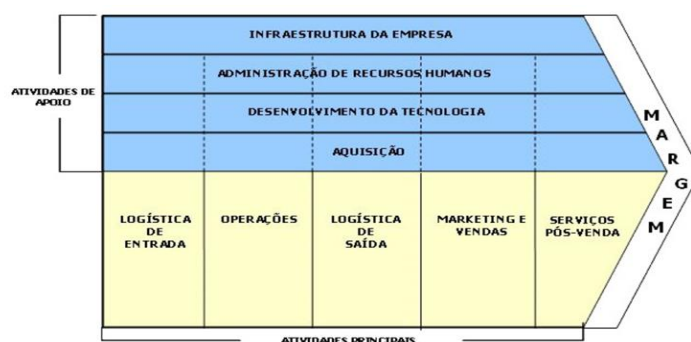 INFRAESTRUTURA DA EMPRESA
ADMINISTRAÇÃO DE RECURSOS HUMANOS
ATIVIDADES DE
APOIO
DESENVOLVIMENTO DA TECNOLOGIA
AQUISIÇÃO
MARGEM
LOGÍSTICA
DE
ENTRADA
OPERAÇÕES
LOGÍSTICA
DE
SAÍDA
MARKETING E
VENDAS
SERVIÇOS
PÓS-VENDA
ATIVIDADES PRINCIPAIS